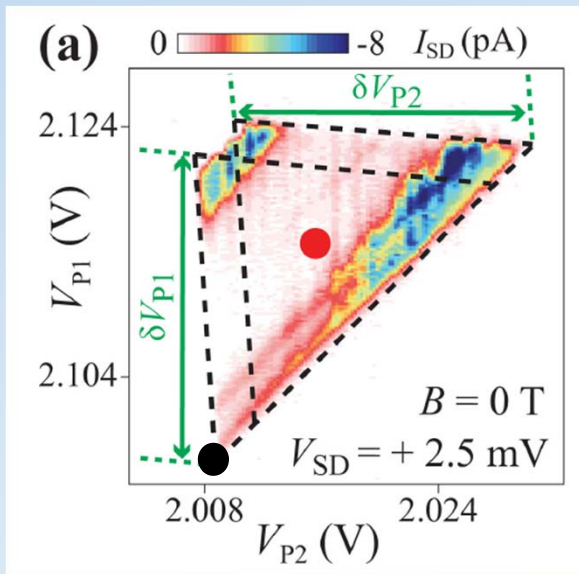 (a)
0 -8 I_SD (pA)
δV_P2
2.124
V_P1 (V)
δV_P1
2.104
B = 0 T
V_SD = + 2.5 mV
2.008 2.024
V_P2 (V)